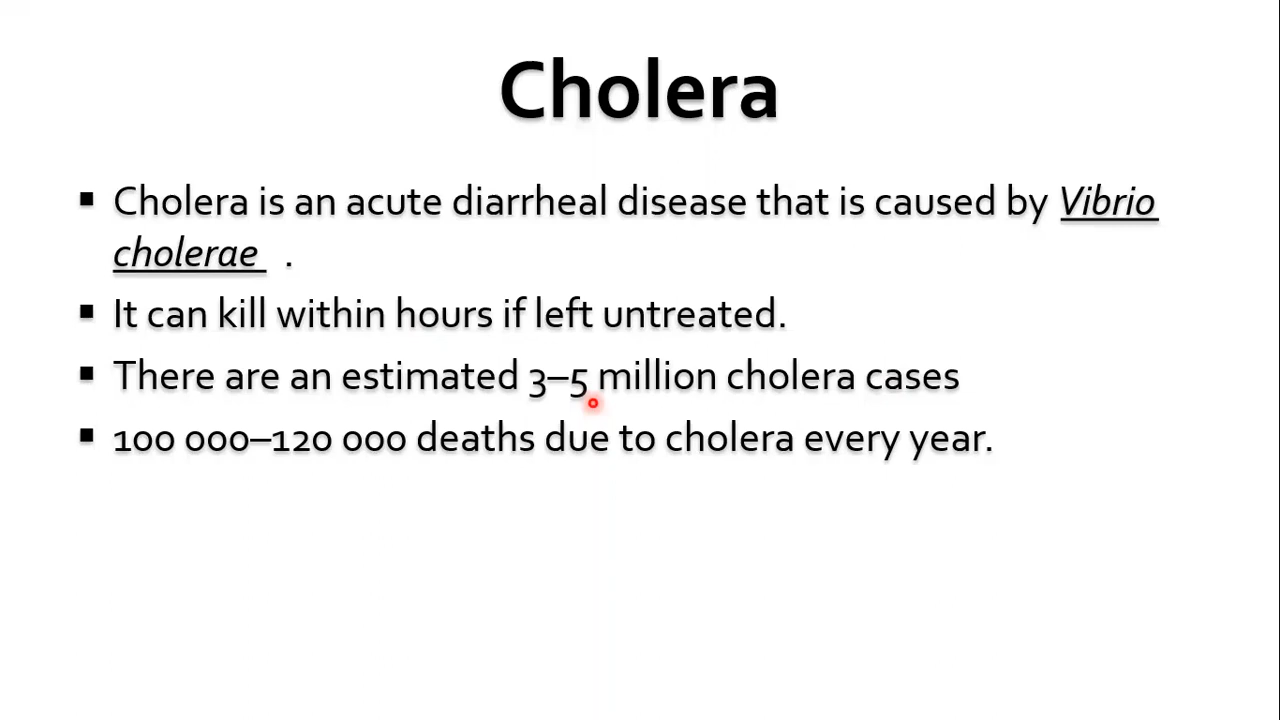 Cholera
▪ Cholera is an acute diarrheal disease that is caused by Vibrio
cholerae .
▪ It can kill within hours if left untreated.
▪ There are an estimated 3–5 million cholera cases
▪ 100 000–120 000 deaths due to cholera every year.